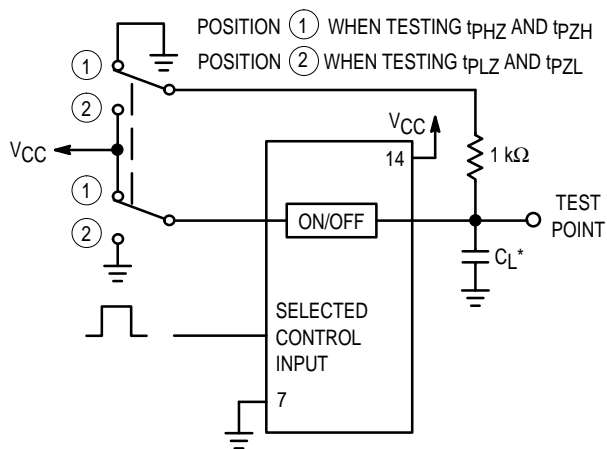 POSITION 1 WHEN TESTING tPHZ AND tPZH
POSITION 2 WHEN TESTING tPLZ AND tPZL
1
2
VCC
1
2
VCC
14
1 kΩ
TEST
POINT
ON/OFF
CL*
SELECTED
CONTROL
INPUT
7